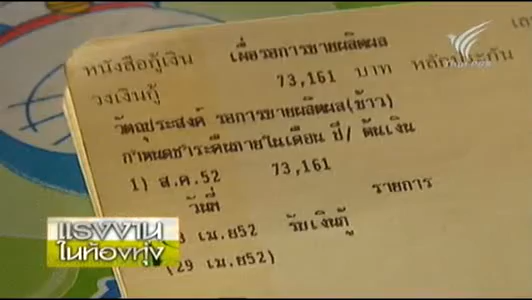 หนังสือกู้เงิน เพื่อรอการขายผลิตผล
วงเงินกู้ 73,161 บาท หลักประกัน
วัตถุประสงค์ รอการขายผลิตผล(ข้าว)
กำหนดชำระคืนภายในเดือน ปี/ ต้นเงิน
1) ส.ค.52 73,161
วันที่ รายการ
เม.ย52 รับเงินกู้
(29 เม.ย52)
แรงงาน
ในท้องทุ่ง